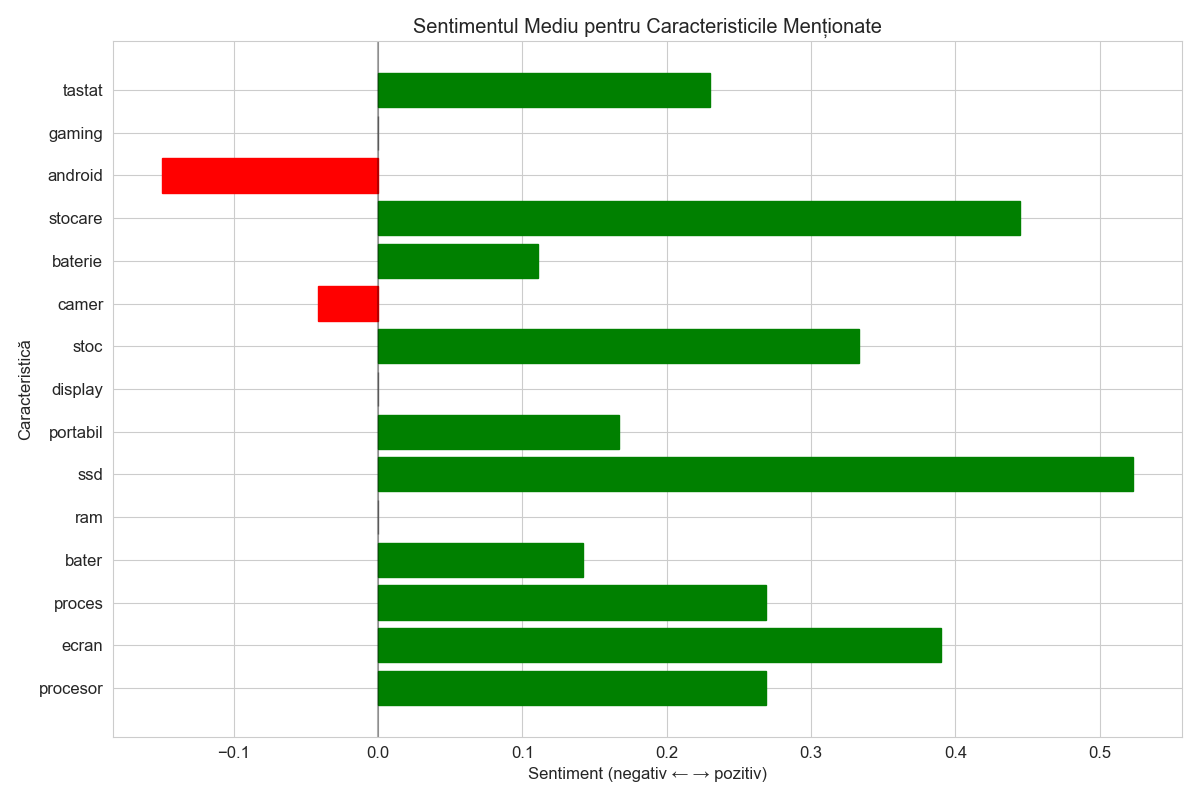 Sentimentul Mediu pentru Caracteristicile Menționate
Caracteristică
tastat
gaming
android
stocare
baterie
camer
stoc
display
portabil
ssd
ram
bater
proces
ecran
procesor
−0.1 0.0 0.1 0.2 0.3 0.4 0.5
Sentiment (negativ ← → pozitiv)